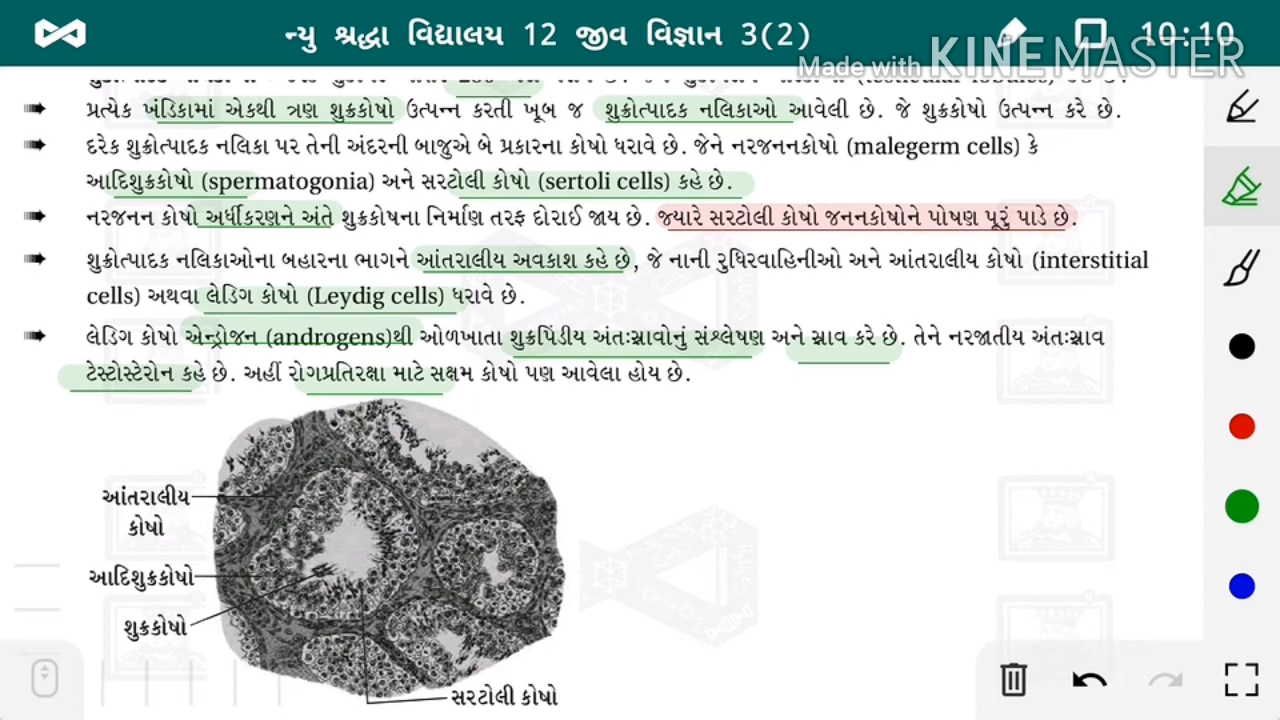 ન્યુ શ્રદ્ધા વિદ્યાલય 12 જીવ વિજ્ઞાન 3(2)
10:10
Made with KINEMASTER
પ્રત્યેક ખંડિકામાં એકથી ત્રણ શુક્રકોષો ઉત્પન્ન કરતી ખૂબ જ શુક્રોત્પાદક નલિકાઓ આવેલી છે. જે શુક્રકોષો ઉત્પન્ન કરે છે.
દરેક શુક્રોત્પાદક નલિકા પર તેની અંદરની બાજુએ બે પ્રકારના કોષો ધરાવે છે. જેને નરજનનકોષો (malegerm cells) કે
આદિશુક્રકોષો (spermatogonia) અને સરટોલી કોષો (sertoli cells) કહે છે.
નરજનન કોષો અર્ધીકરણને અંતે શુક્રકોષના નિર્માણ તરફ દોરાઈ જાય છે. જ્યારે સરટોલી કોષો જનનકોષોને પોષણ પૂરું પાડે છે.
શુક્રોત્પાદક નલિકાઓના બહારના ભાગને આંતરાલીય અવકાશ કહે છે, જે નાની રુધિરવાહિનીઓ અને આંતરાલીય કોષો (interstitial
cells) અથવા લેડિગ કોષો (Leydig cells) ધરાવે છે.
લેડિગ કોષો એન્ડ્રોજન (androgens)થી ઓળખાતા શુક્રપિંડીય અંતઃસ્રાવોનું સંશ્લેષણ અને સ્રાવ કરે છે. તેને નરજાતીય અંતઃસ્રાવ
ટેસ્ટોસ્ટેરોન કહે છે. અહીં રોગપ્રતિરક્ષા માટે સક્ષમ કોષો પણ આવેલા હોય છે.
આંતરાલીય
કોષો
આદિશુક્રકોષો
શુક્રકોષો
સરટોલી કોષો